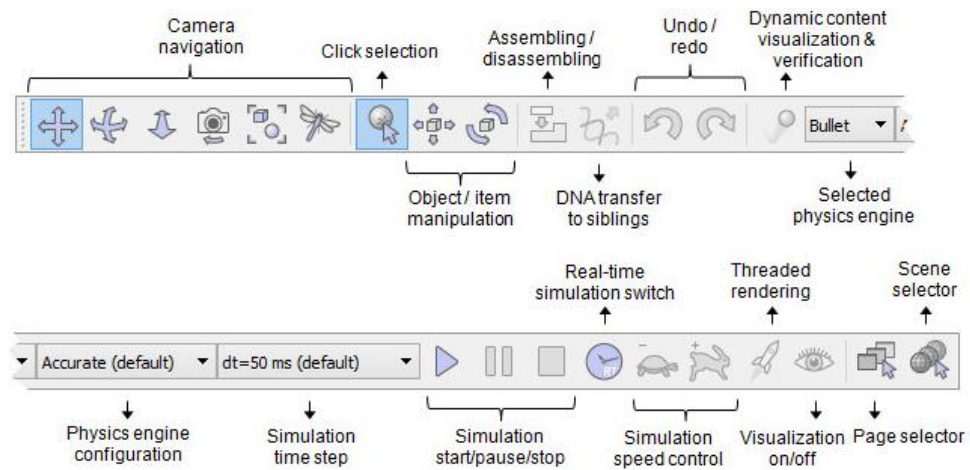 Camera
navigation
Click selection
Assembling /
disassembling
Undo /
redo
Dynamic content
visualization &
verification
Bullet
Object / item
manipulation
DNA transfer
to siblings
Selected
physics engine
Real-time
simulation switch
Threaded
rendering
Scene
selector
Accurate (default)
dt=50 ms (default)
RT
Physics engine
configuration
Simulation
time step
Simulation
start/pause/stop
Simulation
speed control
Visualization
on/off
Page selector